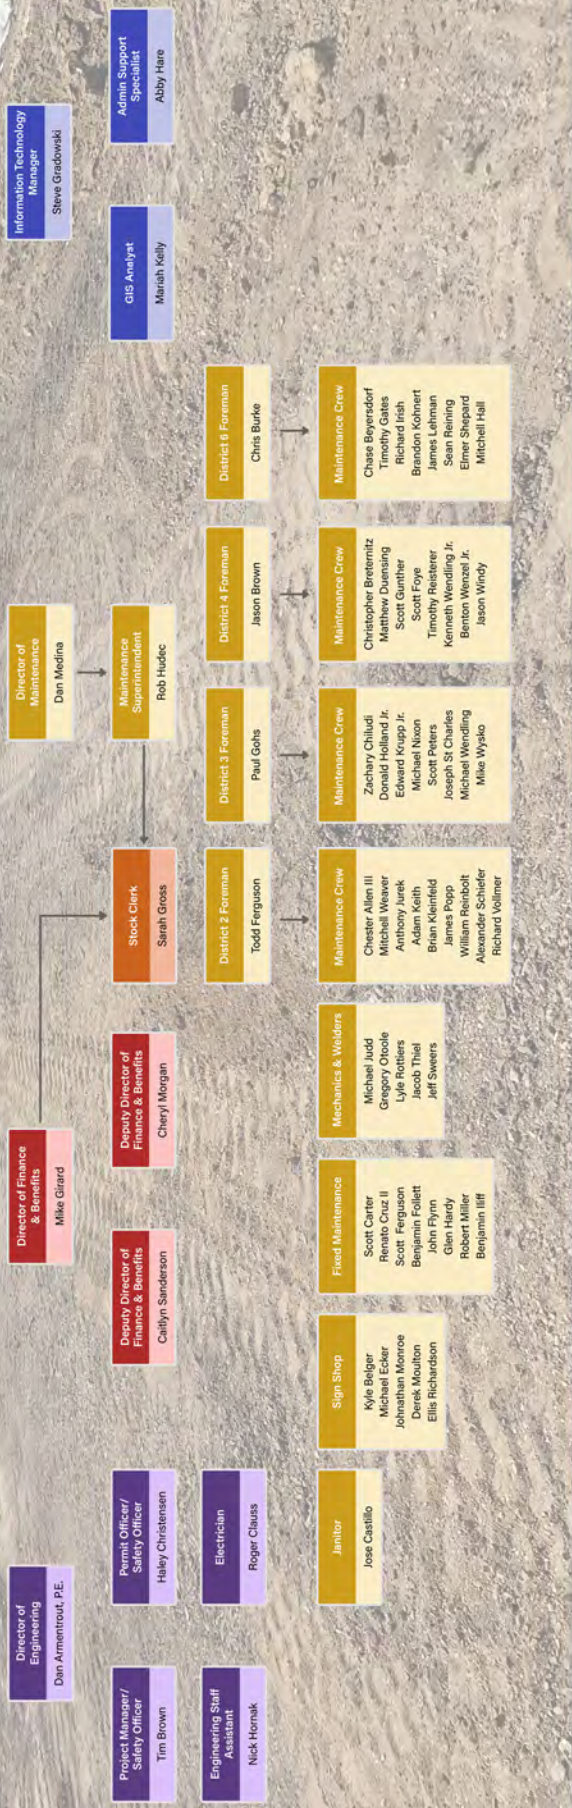 Director of
Engineering
Dan Armentrout, P.E.
Director of Finance
& Benefits
Mike Girard
Director of
Maintenance
Dan Medina
Information Technology
Manager
Steve Gradowski
Project Manager/
Safety Officer
Tim Brown
Permit Officer/
Safety Officer
Haley Christensen
Deputy Director of
Finance & Benefits
Caitlyn Sanderson
Deputy Director of
Finance & Benefits
Cheryl Morgan
Stock Clerk
Sarah Gross
Maintenance
Superintendent
Rob Hudec
GIS Analyst
Mariah Kelly
Admin Support
Specialist
Abby Hare
Engineering Staff
Assistant
Nick Hornak
Electrician
Roger Clauss
District 2 Foreman
Todd Ferguson
District 3 Foreman
Paul Gohs
District 4 Foreman
Jason Brown
District 6 Foreman
Chris Burke
Janitor
Jose Castillo
Sign Shop
Kyle Belger
Michael Ecker
Johnathan Monroe
Derek Moulton
Ellis Richardson
Fixed Maintenance
Scott Carter
Renato Cruz II
Scott Ferguson
Benjamin Follett
John Flynn
Glen Hardy
Robert Miller
Benjamin Iliff
Mechanics & Welders
Michael Judd
Gregory Otoole
Lyle Rottiers
Jacob Thiel
Jeff Sweers
Maintenance Crew
Chester Allen III
Mitchell Weaver
Anthony Jurek
Adam Keith
Brian Kleinfeld
James Popp
William Reinbolt
Alexander Schiefer
Richard Vollmer
Maintenance Crew
Zachary Chiludi
Donald Holland Jr.
Edward Krupp Jr.
Michael Nixon
Scott Peters
Joseph St Charles
Michael Wendling
Mike Wysko
Maintenance Crew
Christopher Breternitz
Matthew Duensing
Scott Gunther
Scott Foye
Timothy Reisterer
Kenneth Wendling Jr.
Benton Wenzel Jr.
Jason Windy
Maintenance Crew
Chase Beyersdorf
Timothy Gates
Richard Irish
Brandon Kohnert
James Lehman
Sean Reining
Elmer Shepard
Mitchell Hall